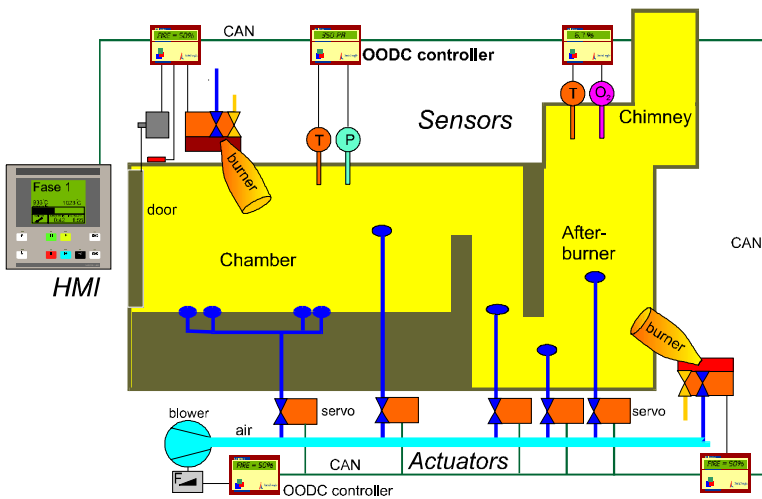 FIRE = 50%
CAN
350 PA
OODC controller
6.7 %
T
P
T
O2
Sensors
Chimney
burner
Fase 1
door
HMI
Chamber
After-
burner
CAN
burner
servo
servo
blower
air
F
CAN
Actuators
FIRE = 50%
OODC controller
FIRE = 50%